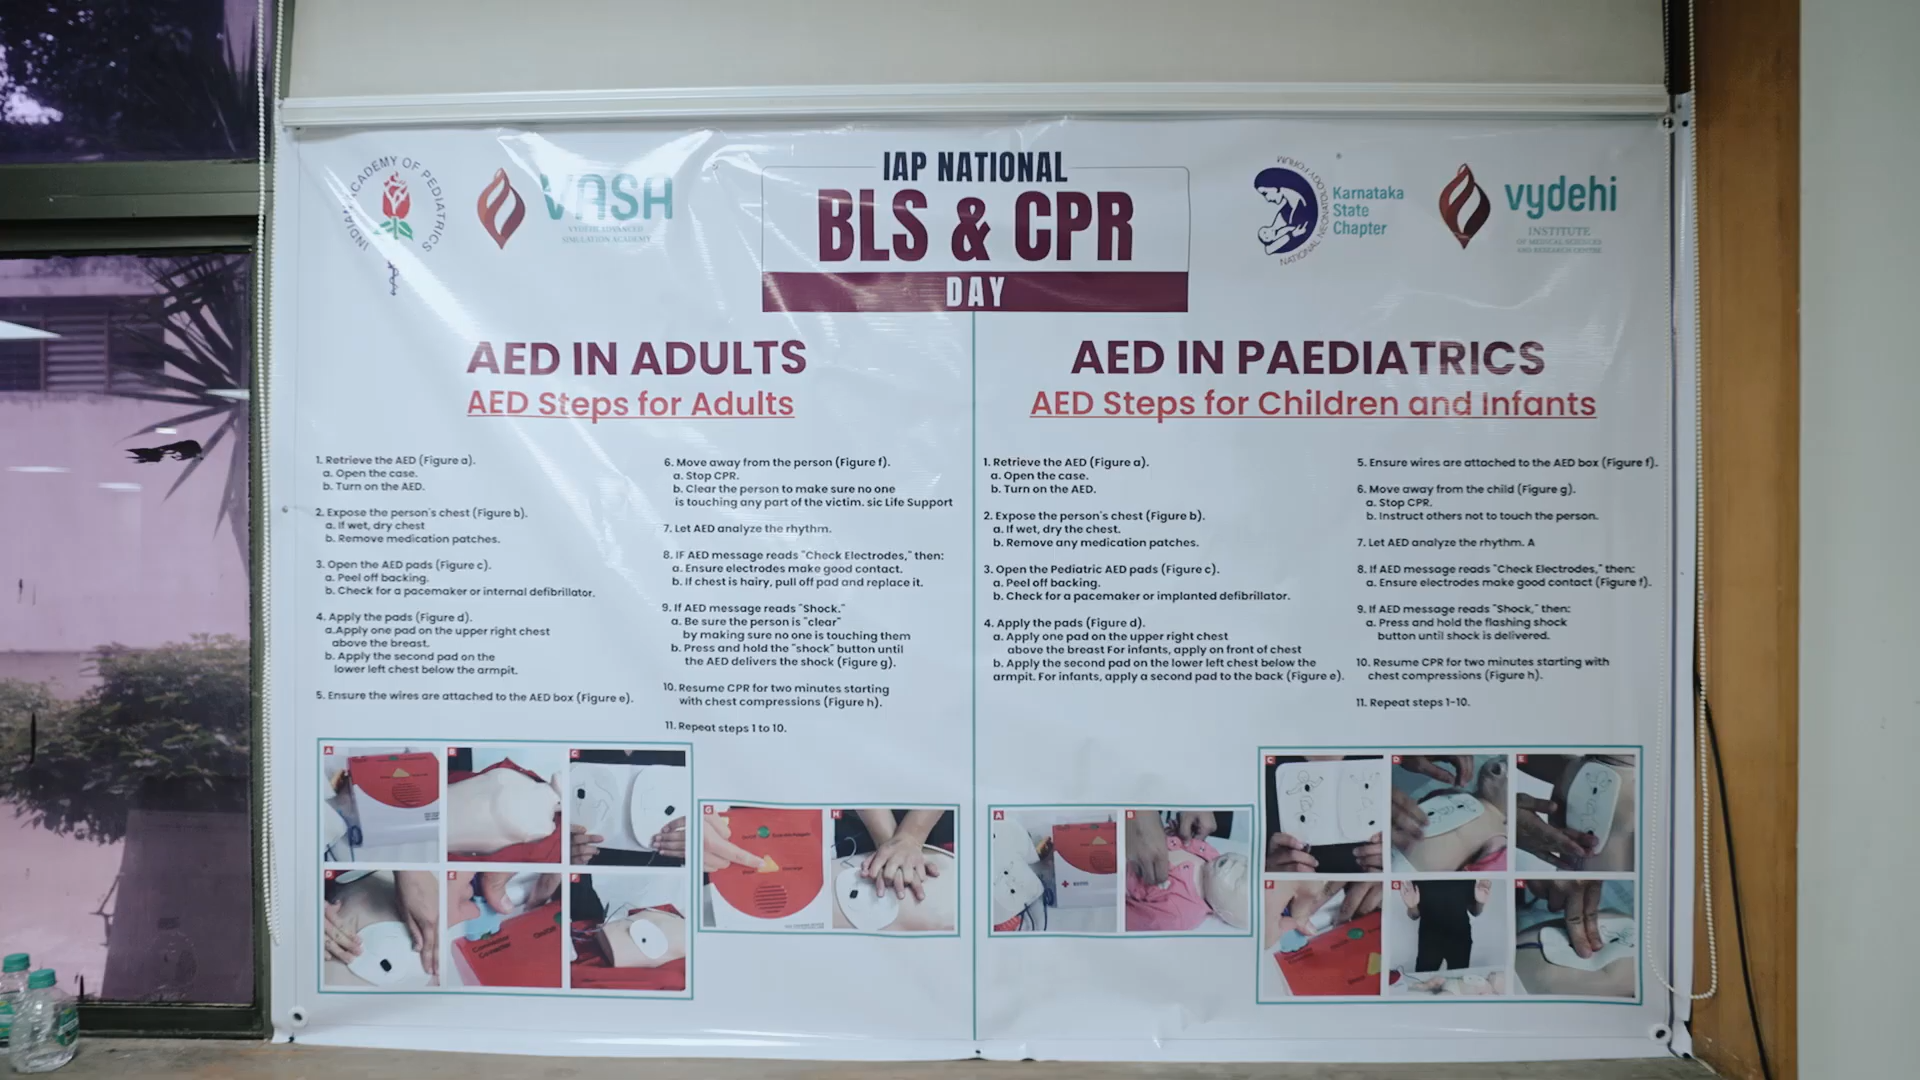 INDIAN ACADEMY OF PEDIATRICS
VASA
VYDEHI ADVANCED
SIMULATION ACADEMY
IAP NATIONAL
BLS & CPR
DAY
NATIONAL NEONATOLOGY FORUM
Karnataka
State
Chapter
vydehi
INSTITUTE
OF MEDICAL SCIENCES
AND RESEARCH CENTRE
AED IN ADULTS
AED Steps for Adults
1. Retrieve the AED (Figure a).
a. Open the case.
b. Turn on the AED.
2. Expose the person's chest (Figure b).
a. If wet, dry chest
b. Remove medication patches.
3. Open the AED pads (Figure c).
a. Peel off backing.
b. Check for a pacemaker or internal defibrillator.
4. Apply the pads (Figure d).
a.Apply one pad on the upper right chest
above the breast.
b. Apply the second pad on the
lower left chest below the armpit.
5. Ensure the wires are attached to the AED box (Figure e).
6. Move away from the person (Figure f).
a. Stop CPR.
b. Clear the person to make sure no one
is touching any part of the victim. sic Life Support
7. Let AED analyze the rhythm.
8. IF AED message reads "Check Electrodes," then:
a. Ensure electrodes make good contact.
b. If chest is hairy, pull off pad and replace it.
9. If AED message reads "Shock."
a. Be sure the person is "clear"
by making sure no one is touching them
b. Press and hold the "shock" button until
the AED delivers the shock (Figure g).
10. Resume CPR for two minutes starting
with chest compressions (Figure h).
11. Repeat steps 1 to 10.
A
B
C
D
E
F
G
H
AED IN PAEDIATRICS
AED Steps for Children and Infants
1. Retrieve the AED (Figure a).
a. Open the case.
b. Turn on the AED.
2. Expose the person's chest (Figure b).
a. If wet, dry the chest.
b. Remove any medication patches.
3. Open the Pediatric AED pads (Figure c).
a. Peel off backing.
b. Check for a pacemaker or implanted defibrillator.
4. Apply the pads (Figure d).
a. Apply one pad on the upper right chest
above the breast For infants, apply on front of chest
b. Apply the second pad on the lower left chest below the
armpit. For infants, apply a second pad to the back (Figure e).
5. Ensure wires are attached to the AED box (Figure f).
6. Move away from the child (Figure g).
a. Stop CPR.
b. Instruct others not to touch the person.
7. Let AED analyze the rhythm. A
8. If AED message reads "Check Electrodes," then:
a. Ensure electrodes make good contact (Figure f).
9. If AED message reads "Shock," then:
a. Press and hold the flashing shock
button until shock is delivered.
10. Resume CPR for two minutes starting with
chest compressions (Figure h).
11. Repeat steps 1-10.
A
B
C
D
E
F
G
H